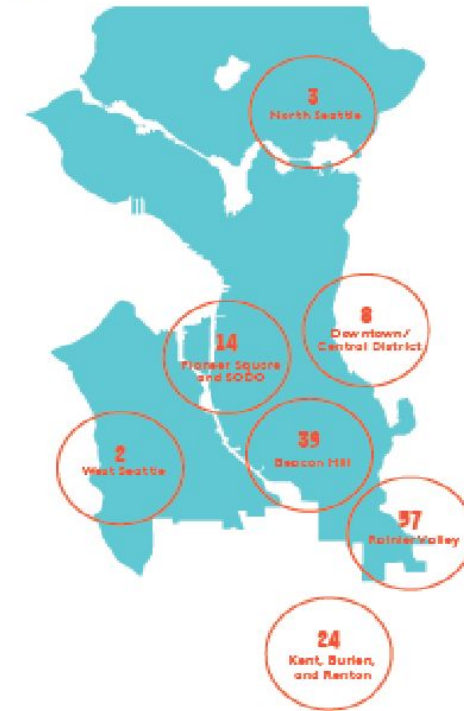 3
North Seattle
8
Downtown/
Central District
14
Pioneer Square
and SODO
39
Beacon Hill
2
West Seattle
97
Rainier Valley
24
Kent, Burien,
and Renton